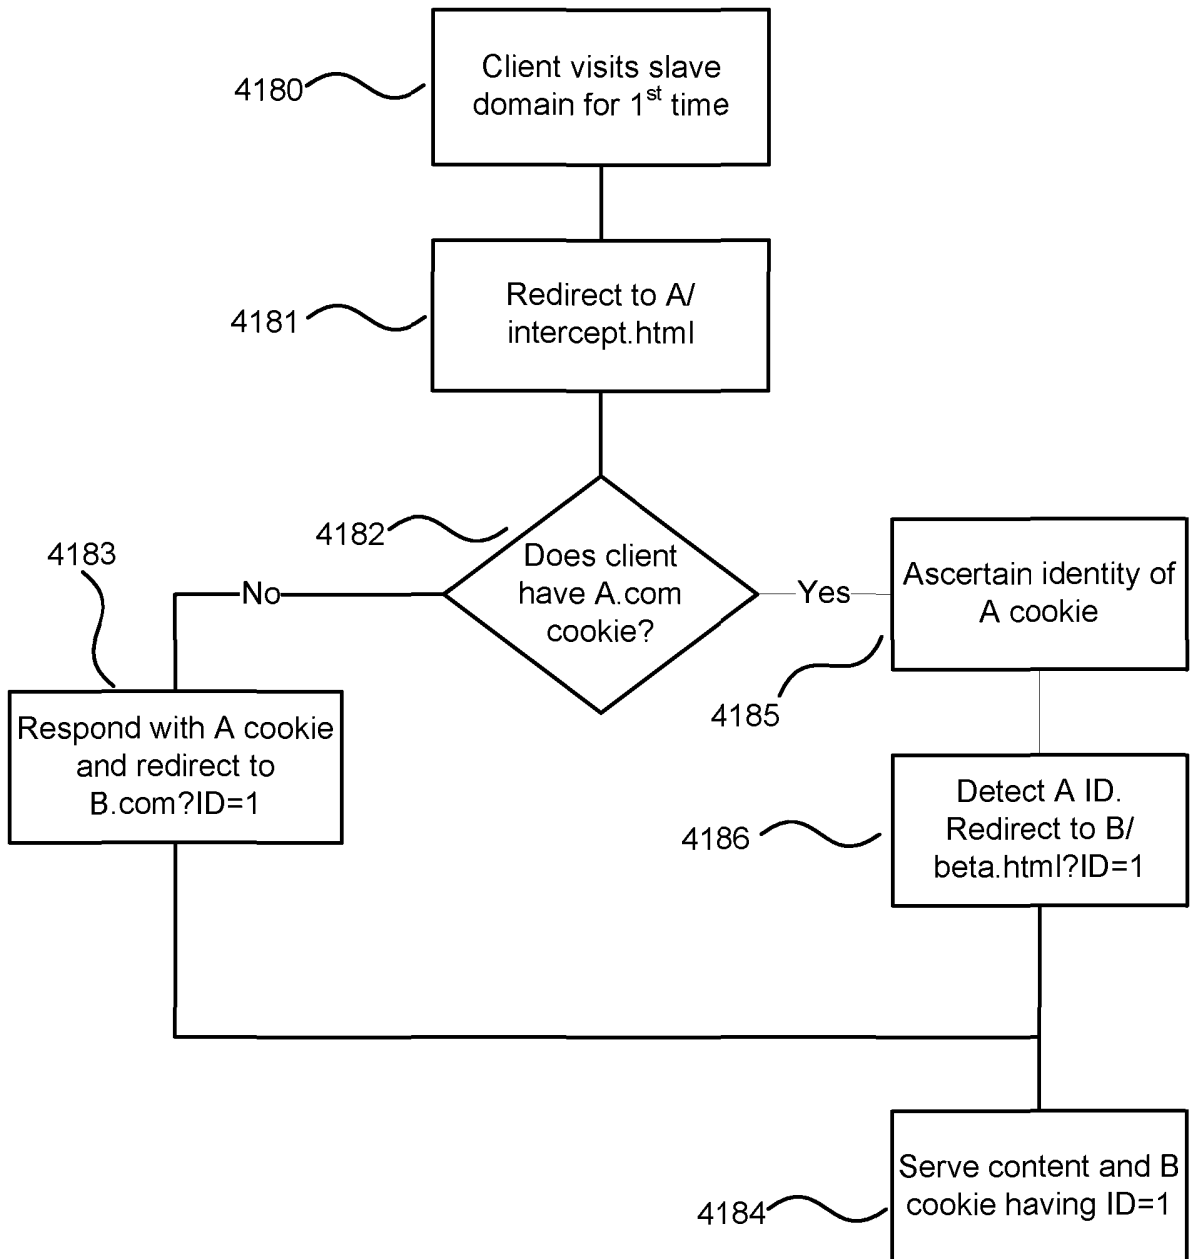 Client visits slave
domain for 1st time
4180
Redirect to A/
intercept.html
4181
4182
Does client
have A.com
cookie?
No
Yes
4183
Respond with A cookie
and redirect to
B.com?ID=1
Ascertain identity of
A cookie
4185
Detect A ID.
Redirect to B/
beta.html?ID=1
4186
Serve content and B
cookie having ID=1
4184